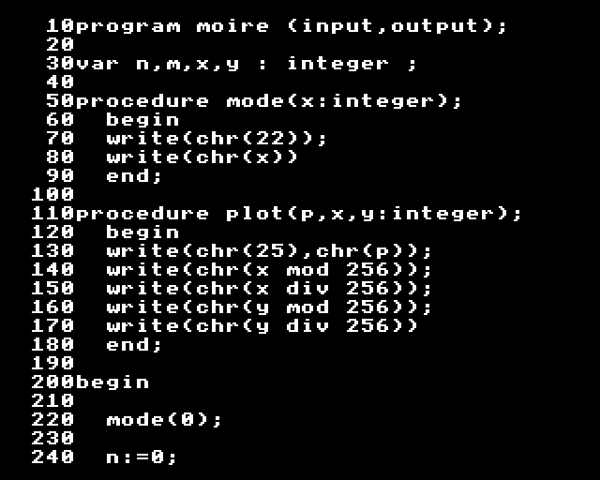 10program moire (input,output);
20
30var n,m,x,y : integer ;
40
50procedure mode(x:integer);
60  begin
70  write(chr(22));
80  write(chr(x))
90  end;
100
110procedure plot(p,x,y:integer);
120  begin
130  write(chr(25),chr(p));
140  write(chr(x mod 256));
150  write(chr(x div 256));
160  write(chr(y mod 256));
170  write(chr(y div 256))
180  end;
190
200begin
210
220  mode(0);
230
240  n:=0;